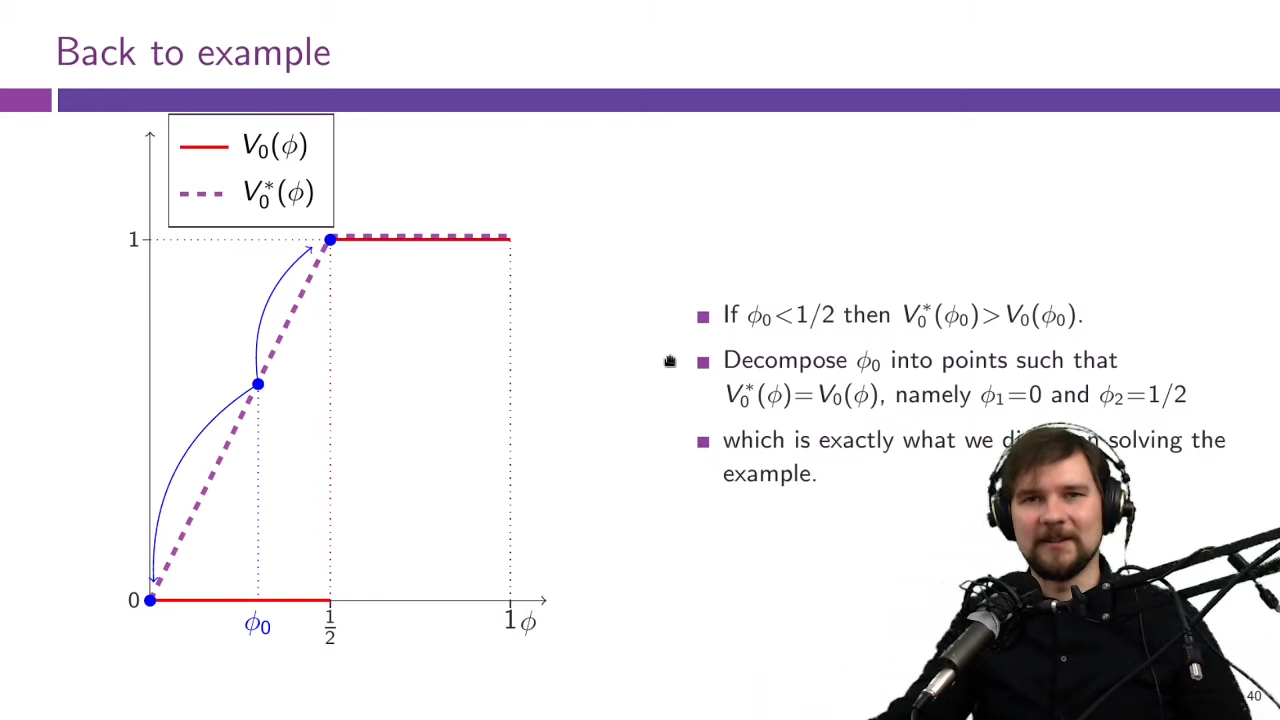 Back to example
V₀(ϕ)
V₀*(ϕ)
1
0
ϕ₀
1/2
1 ϕ
If ϕ₀<1/2 then V₀*(ϕ₀)>V₀(ϕ₀).
Decompose ϕ₀ into points such that
V₀*(ϕ)=V₀(ϕ), namely ϕ₁=0 and ϕ₂=1/2
which is exactly what we solving the
example.
40